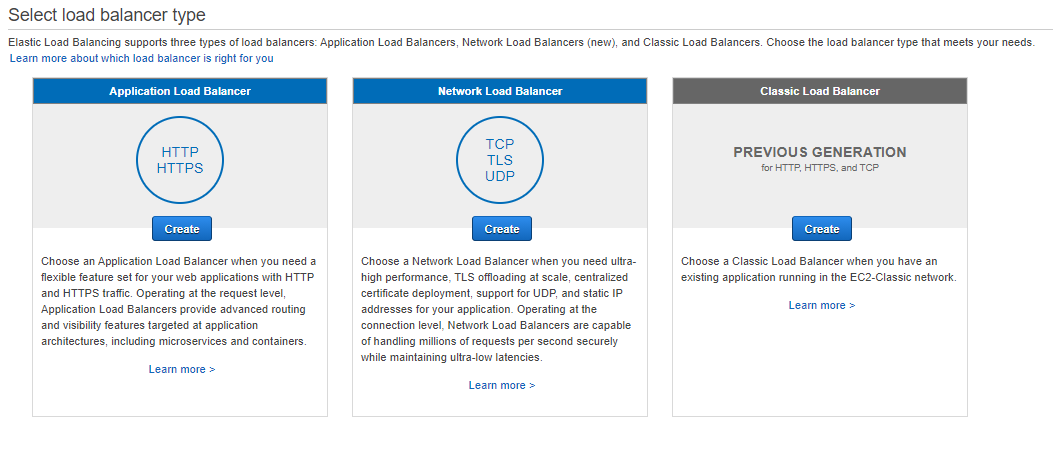 Select load balancer type
Elastic Load Balancing supports three types of load balancers: Application Load Balancers, Network Load Balancers (new), and Classic Load Balancers. Choose the load balancer type that meets your needs.
Learn more about which load balancer is right for you
Application Load Balancer
HTTP
HTTPS
Create
Choose an Application Load Balancer when you need a
flexible feature set for your web applications with HTTP
and HTTPS traffic. Operating at the request level,
Application Load Balancers provide advanced routing
and visibility features targeted at application
architectures, including microservices and containers.
Learn more >
Network Load Balancer
TCP
TLS
UDP
Create
Choose a Network Load Balancer when you need ultra-
high performance, TLS offloading at scale, centralized
certificate deployment, support for UDP, and static IP
addresses for your application. Operating at the
connection level, Network Load Balancers are capable
of handling millions of requests per second securely
while maintaining ultra-low latencies.
Learn more >
Classic Load Balancer
PREVIOUS GENERATION
for HTTP, HTTPS, and TCP
Create
Choose a Classic Load Balancer when you have an
existing application running in the EC2-Classic network.
Learn more >